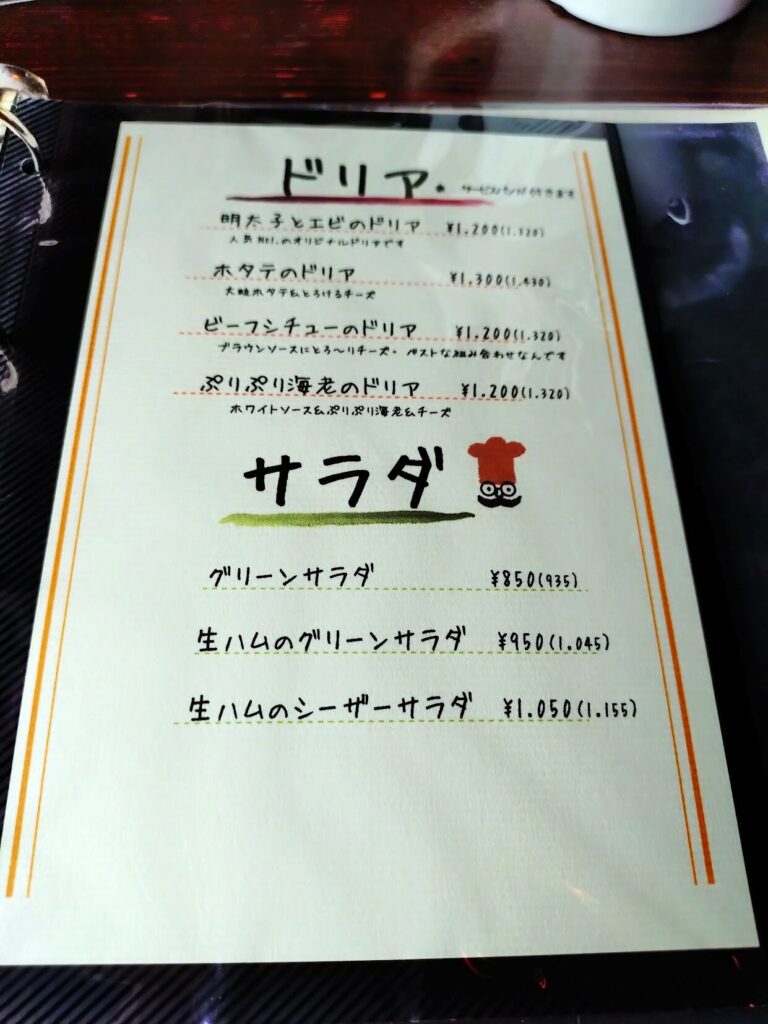 ドリア ※ サービスパンが付きます
明太子とエビのドリア ¥1.200(1.320)
人気No1.のオリジナルドリアです
ホタテのドリア ¥1.300(1.430)
大粒ホタテ&とろけるチーズ
ビーフシチューのドリア ¥1.200(1.320)
ブラウンソースにとろ〜りチーズ・ベストな組み合わせなんです
ぷりぷり海老のドリア ¥1.200(1.320)
ホワイトソース&ぷりぷり海老&チーズ
サラダ
グリーンサラダ ¥850(935)
生ハムのグリーンサラダ ¥950(1.045)
生ハムのシーザーサラダ ¥1.050(1.155)